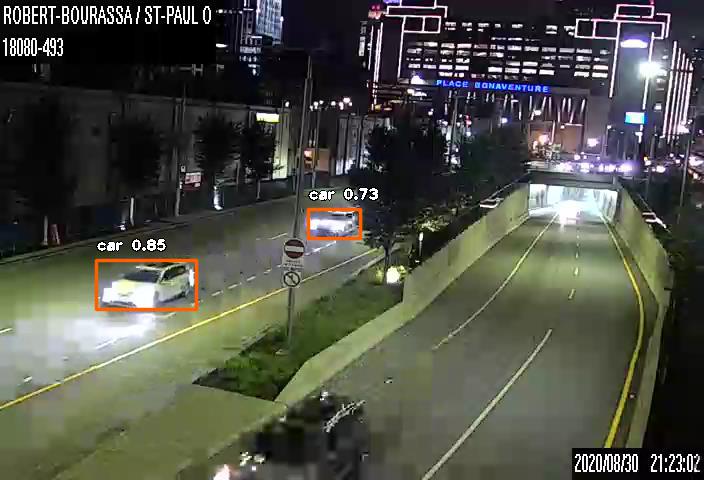 ROBERT-BOURASSA / ST-PAUL O
18080-493
PLACE BONAVENTURE
car 0.73
car 0.85
2020/08/30 21:23:02